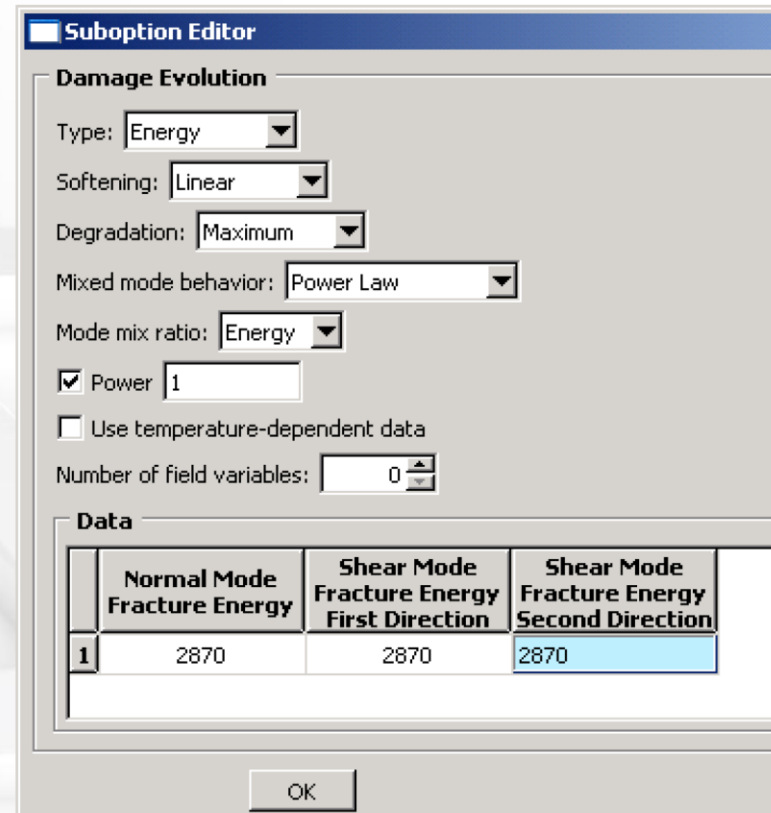 Suboption Editor
Damage Evolution
Type: Energy
Softening: Linear
Degradation: Maximum
Mixed mode behavior: Power Law
Mode mix ratio: Energy
Power 1
Use temperature-dependent data
Number of field variables: 0
Data
Normal Mode
Fracture Energy
Shear Mode
Fracture Energy
First Direction
Shear Mode
Fracture Energy
Second Direction
1 2870 2870 2870
OK